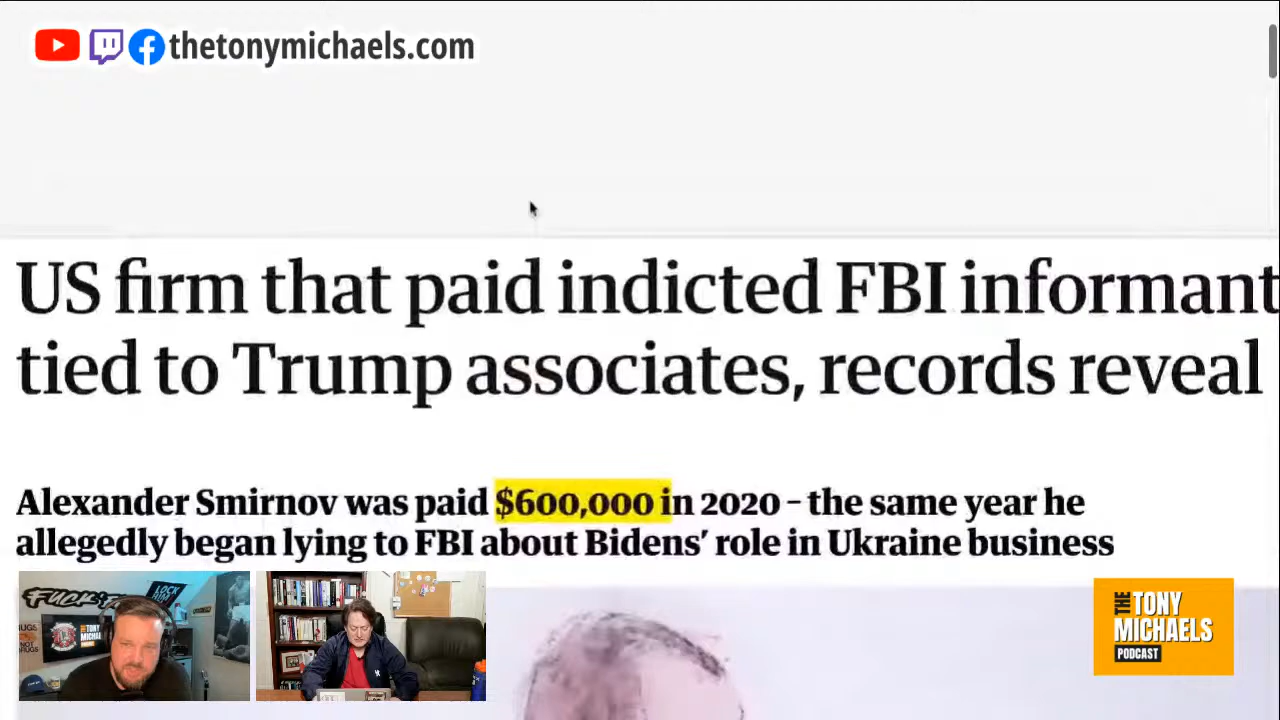 thetonymichaels.com
US firm that paid indicted FBI informant
tied to Trump associates, records reveal
Alexander Smirnov was paid $600,000 in 2020 – the same year he
allegedly began lying to FBI about Bidens’ role in Ukraine business
LOCK
HIM
THE
TONY
MICHAELS
PODCAST